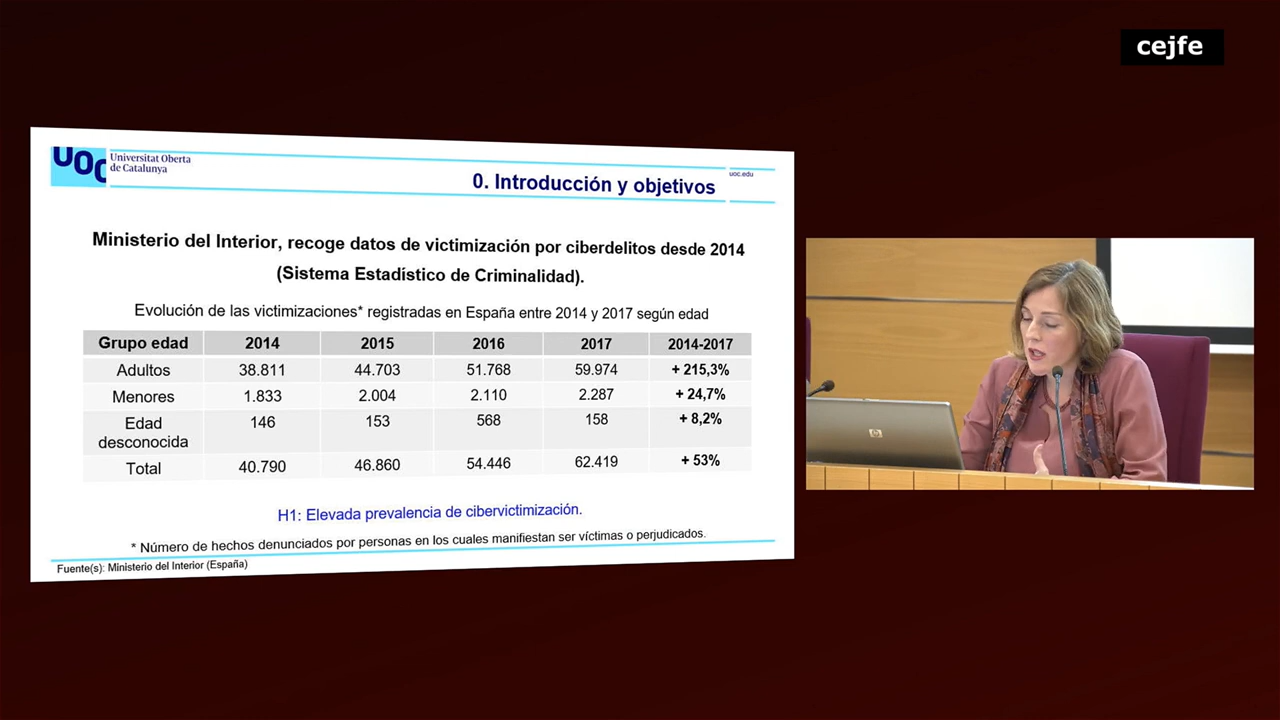 cejfe
UOC
Universitat Oberta
de Catalunya
uoc.edu
0. Introducción y objetivos
Ministerio del Interior, recoge datos de victimización por ciberdelitos desde 2014
(Sistema Estadístico de Criminalidad).
Evolución de las victimizaciones* registradas en España entre 2014 y 2017 según edad
Grupo edad 2014 2015 2016 2017 2014-2017
Adultos 38.811 44.703 51.768 59.974 + 215,3%
Menores 1.833 2.004 2.110 2.287 + 24,7%
Edad
desconocida 146 153 568 158 + 8,2%
Total 40.790 46.860 54.446 62.419 + 53%
H1: Elevada prevalencia de cibervictimización.
* Número de hechos denunciados por personas en los cuales manifiestan ser víctimas o perjudicados.
Fuente(s): Ministerio del Interior (España)